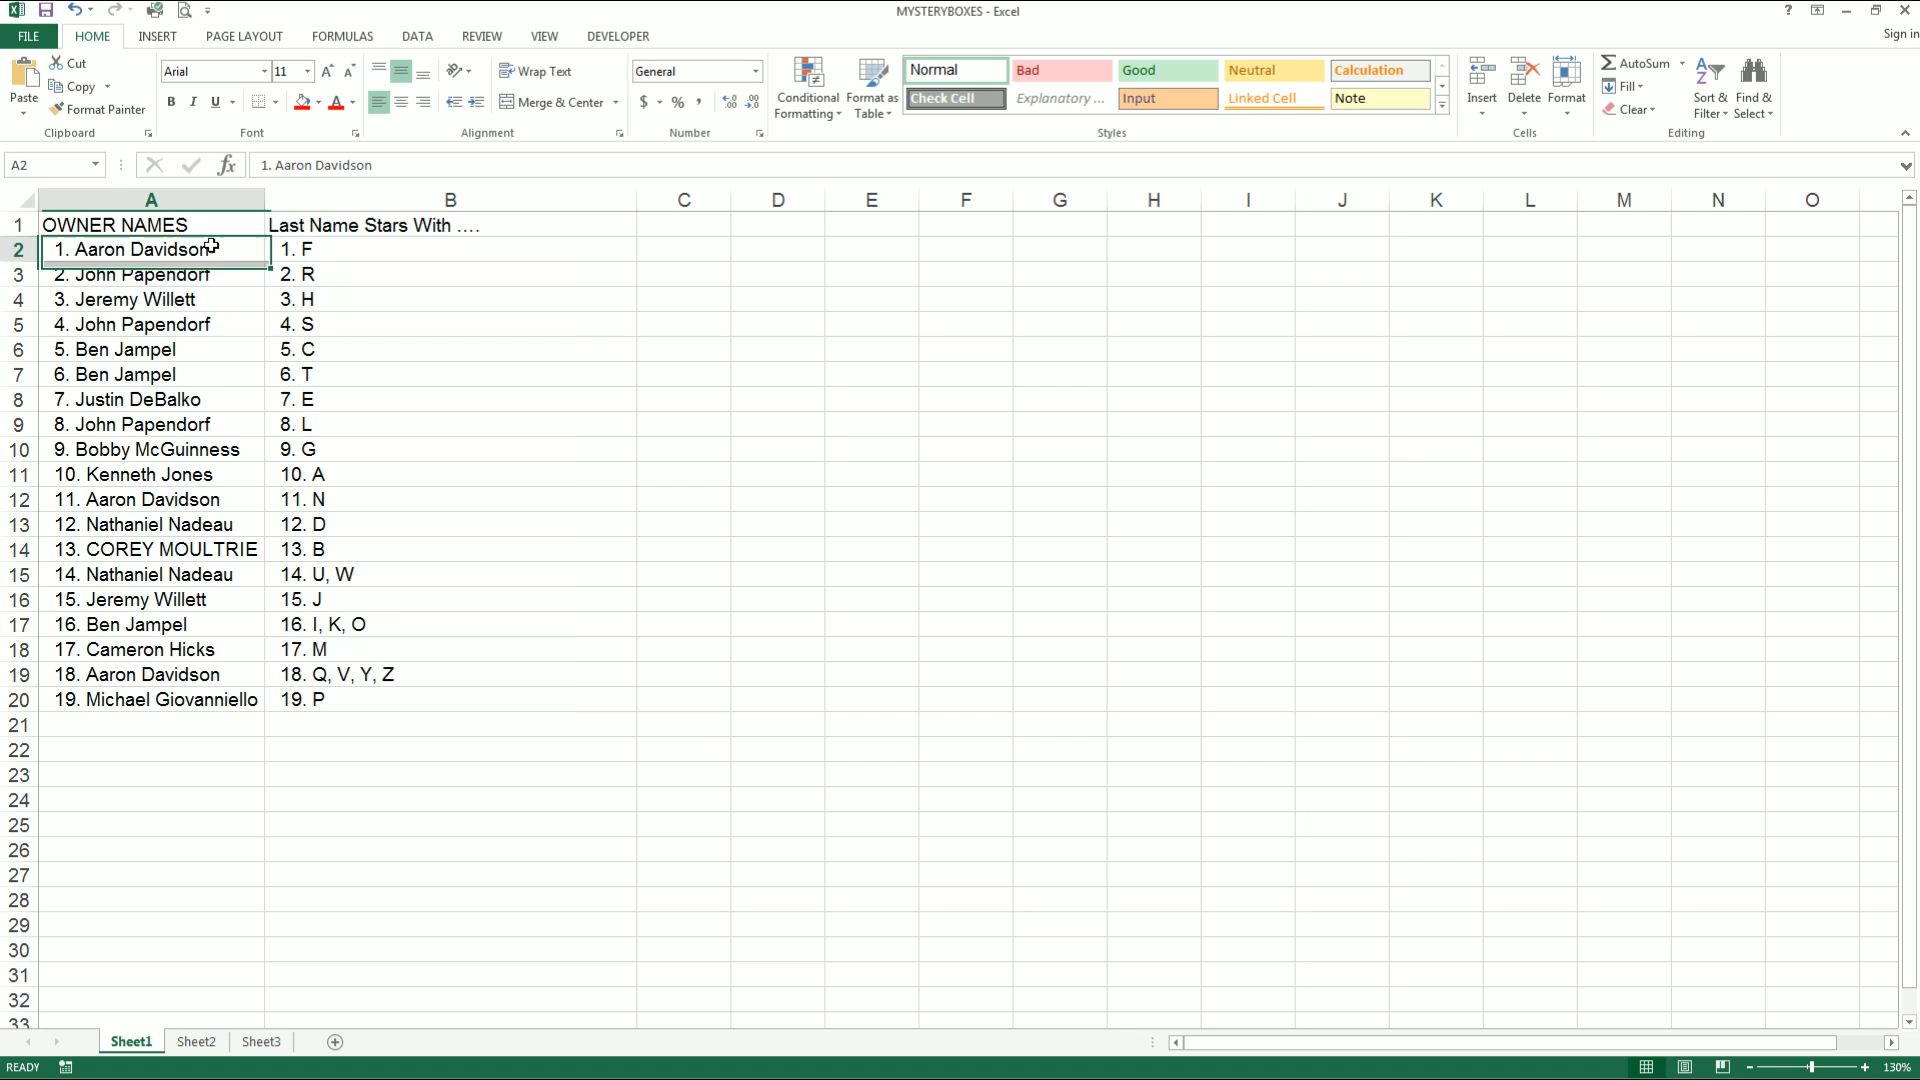 MYSTERYBOXES - Excel
? 
Sign in
FILE HOME INSERT PAGE LAYOUT FORMULAS DATA REVIEW VIEW DEVELOPER
Paste
Cut
Copy
Format Painter
Clipboard
Arial 11
B I U
Font
Wrap Text
Merge & Center
Alignment
General
$ % ,
Number
Conditional Formatting
Format as Table
Normal Bad Good Neutral Calculation
Check Cell Explanatory ... Input Linked Cell Note
Styles
Insert Delete Format
Cells
AutoSum
Fill
Clear
Sort & Filter
Find & Select
Editing
A2 fx 1. Aaron Davidson
A B C D E F G H I J K L M N O
1 OWNER NAMES Last Name Stars With ....
2 1. Aaron Davidson 1. F
3 2. John Papendorf 2. R
4 3. Jeremy Willett 3. H
5 4. John Papendorf 4. S
6 5. Ben Jampel 5. C
7 6. Ben Jampel 6. T
8 7. Justin DeBalko 7. E
9 8. John Papendorf 8. L
10 9. Bobby McGuinness 9. G
11 10. Kenneth Jones 10. A
12 11. Aaron Davidson 11. N
13 12. Nathaniel Nadeau 12. D
14 13. COREY MOULTRIE 13. B
15 14. Nathaniel Nadeau 14. U, W
16 15. Jeremy Willett 15. J
17 16. Ben Jampel 16. I, K, O
18 17. Cameron Hicks 17. M
19 18. Aaron Davidson 18. Q, V, Y, Z
20 19. Michael Giovanniello 19. P
21
22
23
24
25
26
27
28
29
30
31
32
33
Sheet1 Sheet2 Sheet3
READY 130%